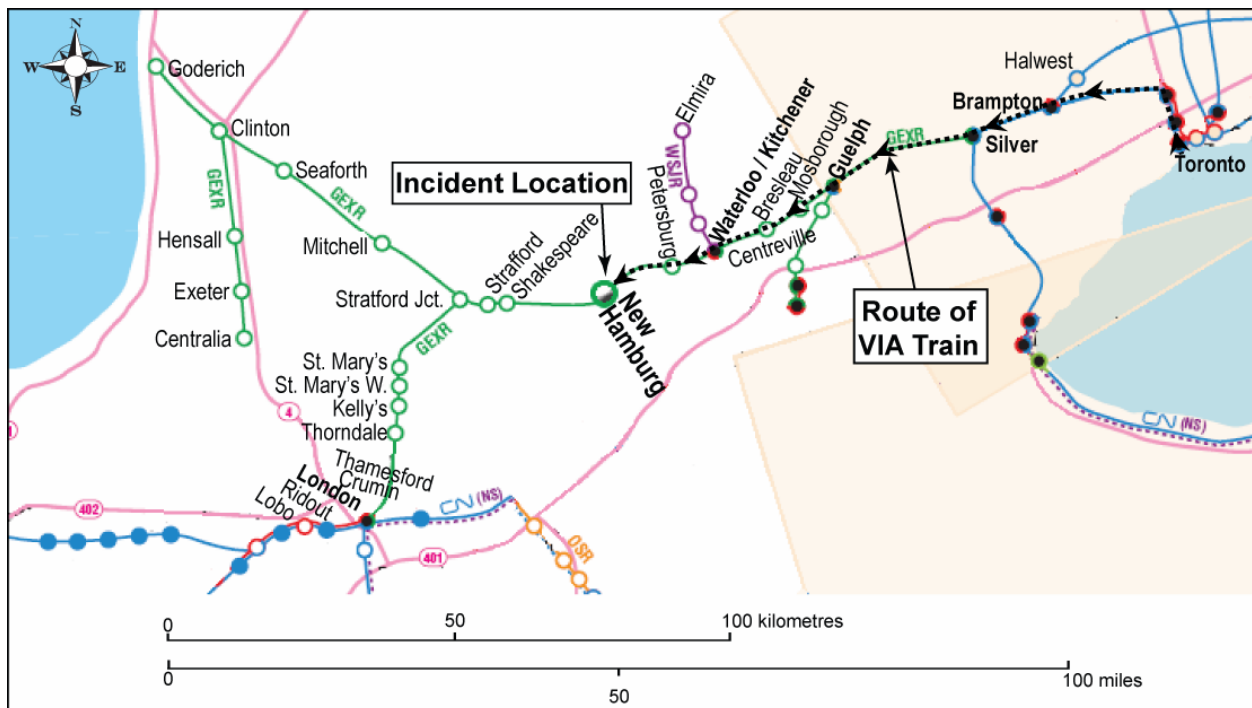 N
W
E
S
Goderich
Clinton
Seaforth
GEXR
GEXR
Hensall
Mitchell
Exeter
Centralia
Stratford Jct.
Strafford
Shakespeare
GEXR
St. Mary's
St. Mary's W.
Kelly's
Thorndale
Thamesford
Crumin
London
Ridout
Lobo
4
402
401
CN (NS)
OSR
Incident Location
New
Hamburg
Petersburg
Elmira
WSJR
Waterloo / Kitchener
Bresleau
Mosborough
Centreville
Guelph
GEXR
Silver
Brampton
Halwest
Toronto
Route of
VIA Train
CN (NS)
0
50
100 kilometres
0
50
100 miles